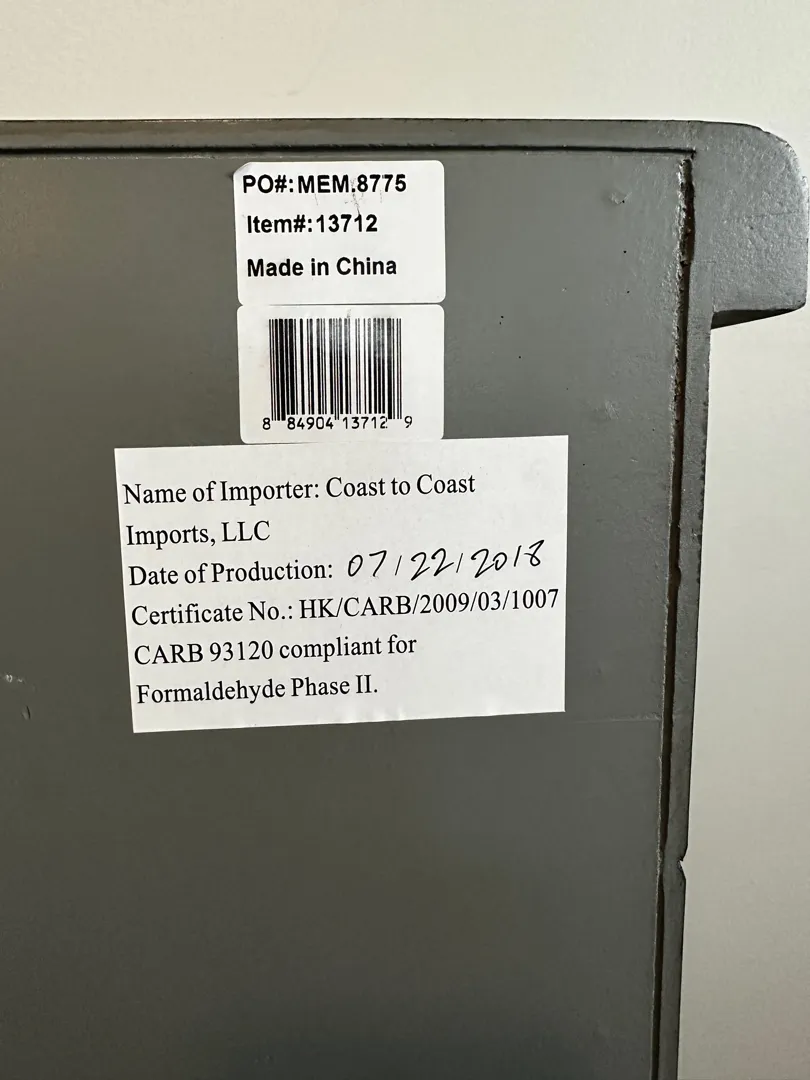 PO#:MEM.8775
Item#:13712
Made in China
8 84904 13712 9
Name of Importer: Coast to Coast
Imports, LLC
Date of Production: 07/22/2018
Certificate No.: HK/CARB/2009/03/1007
CARB 93120 compliant for
Formaldehyde Phase II.